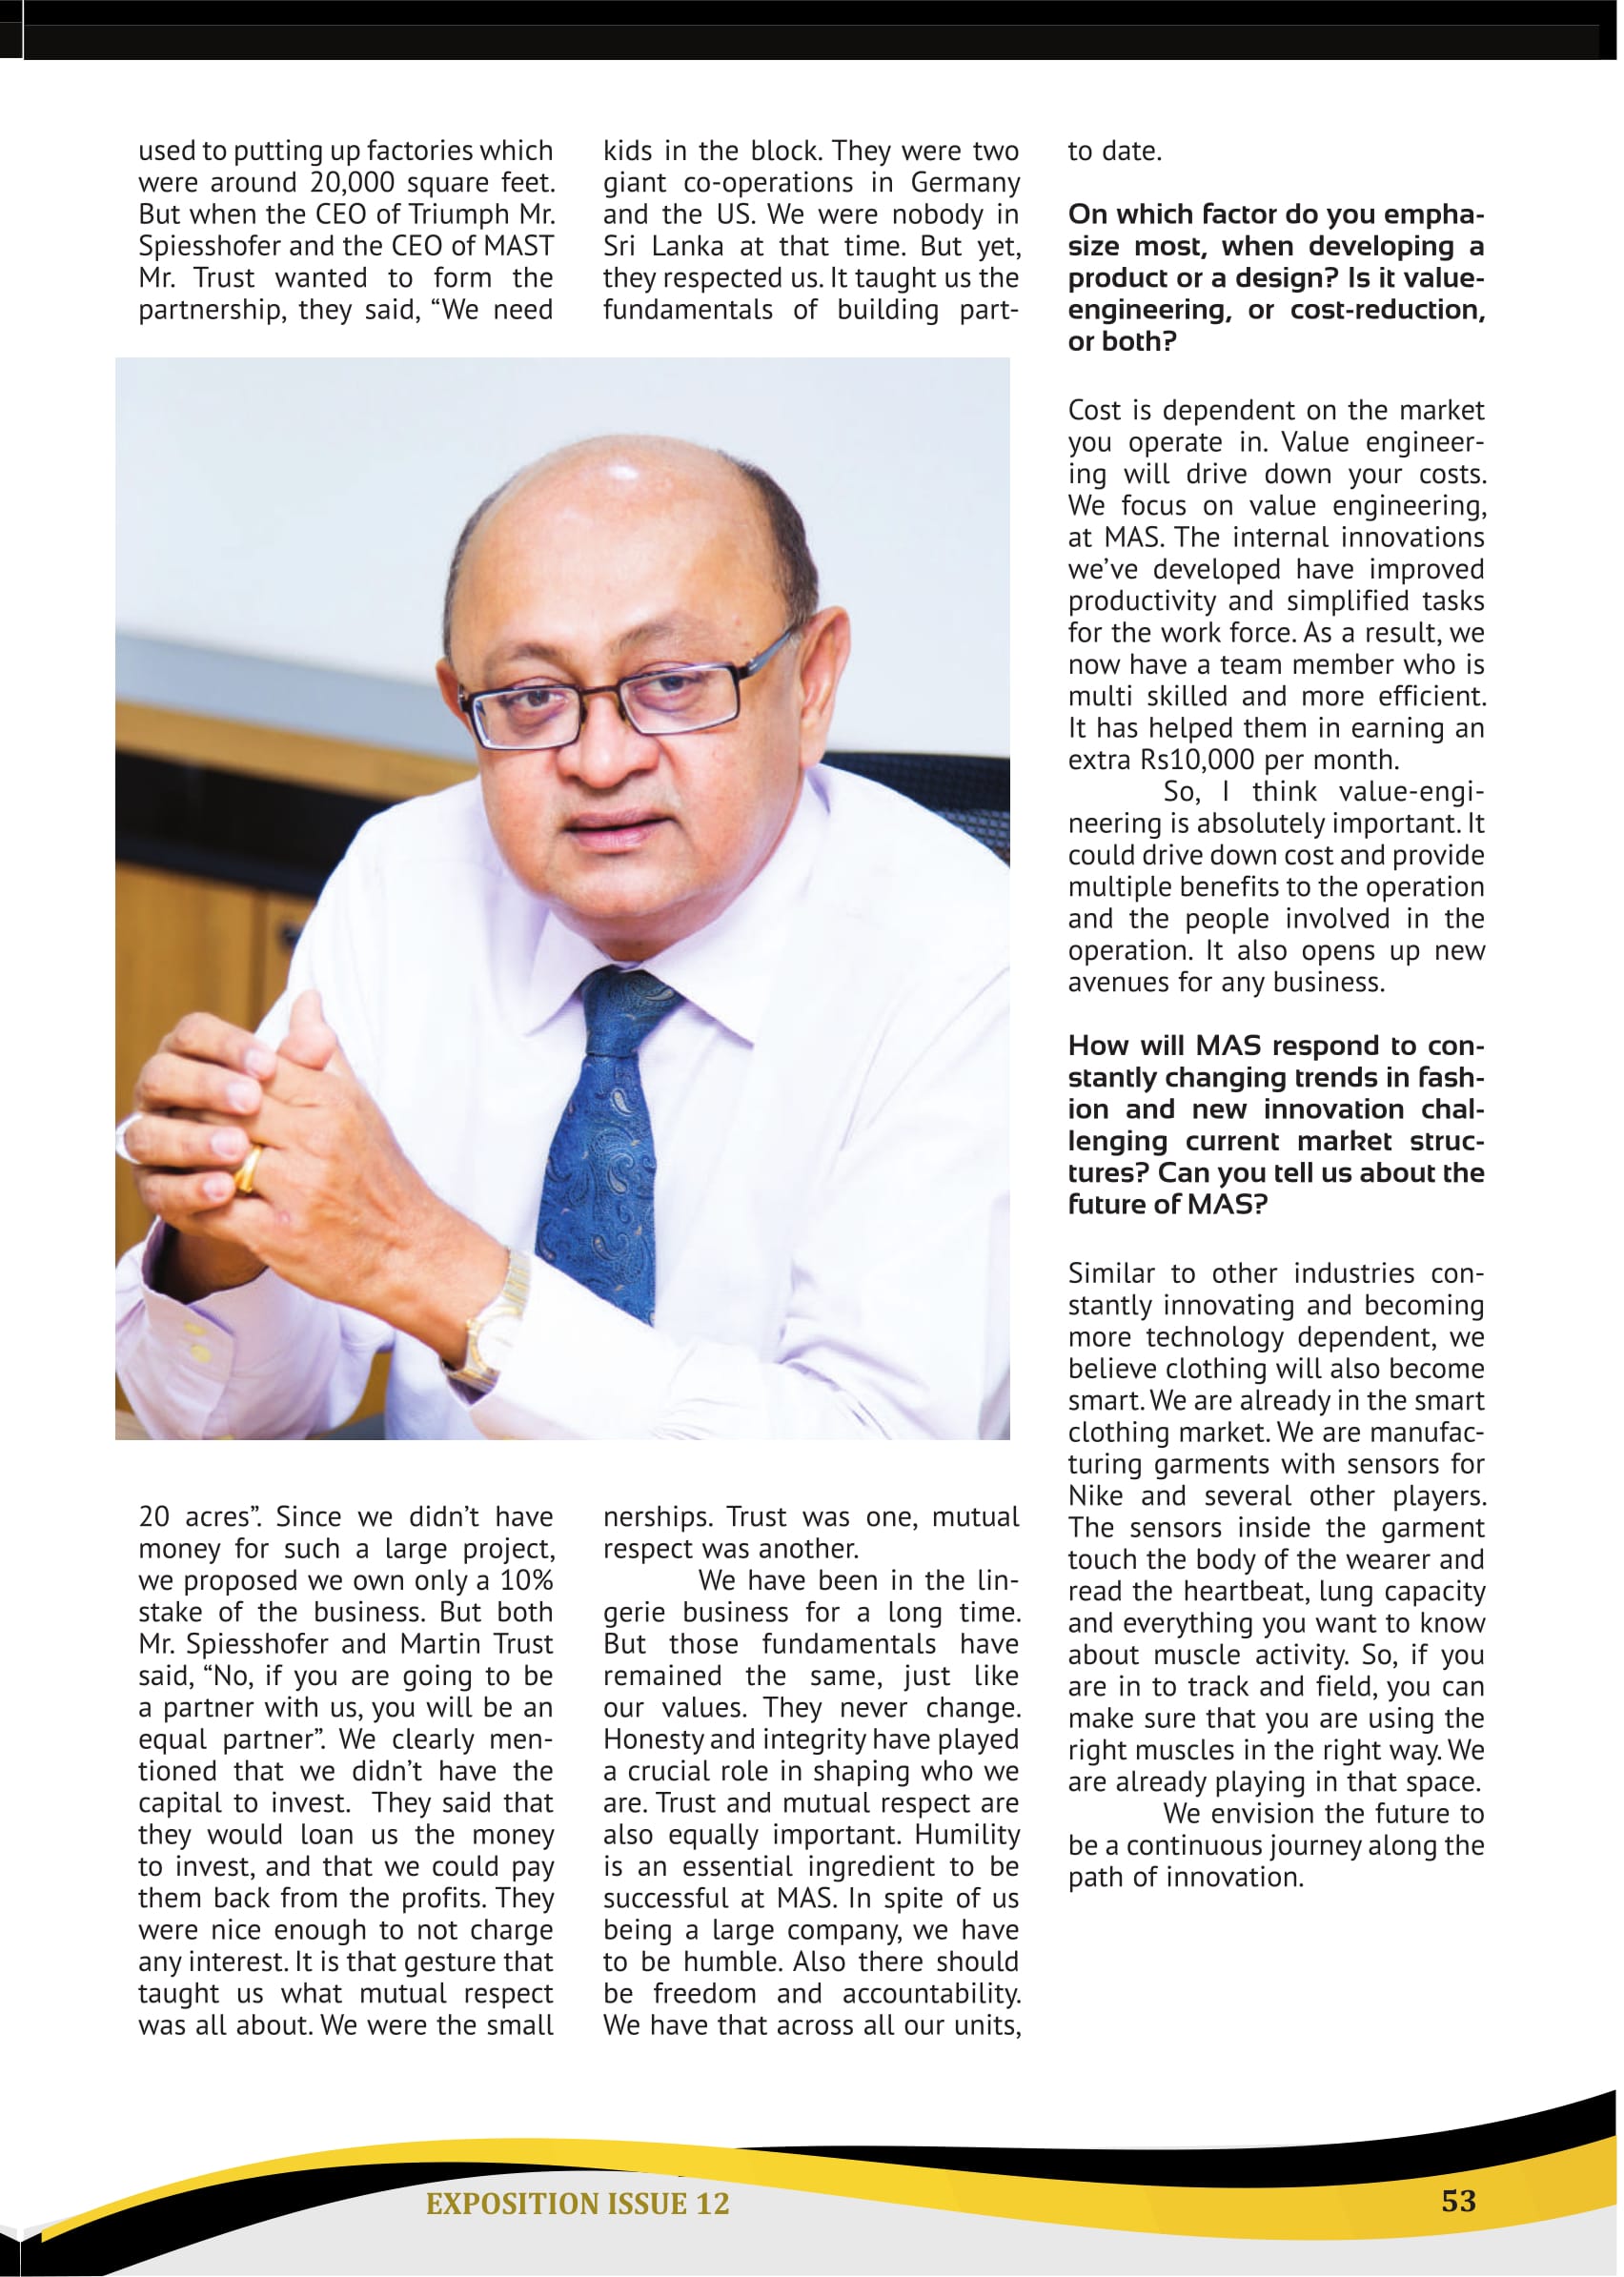 used to putting up factories which
were around 20,000 square feet.
But when the CEO of Triumph Mr.
Spiesshofer and the CEO of MAST
Mr. Trust wanted to form the
partnership, they said, “We need
20 acres”. Since we didn’t have
money for such a large project,
we proposed we own only a 10%
stake of the business. But both
Mr. Spiesshofer and Martin Trust
said, “No, if you are going to be
a partner with us, you will be an
equal partner”. We clearly men-
tioned that we didn’t have the
capital to invest.  They said that
they would loan us the money
to invest, and that we could pay
them back from the profits. They
were nice enough to not charge
any interest. It is that gesture that
taught us what mutual respect
was all about. We were the small
kids in the block. They were two
giant co-operations in Germany
and the US. We were nobody in
Sri Lanka at that time. But yet,
they respected us. It taught us the
fundamentals of building part-
nerships. Trust was one, mutual
respect was another.
We have been in the lin-
gerie business for a long time.
But those fundamentals have
remained the same, just like
our values. They never change.
Honesty and integrity have played
a crucial role in shaping who we
are. Trust and mutual respect are
also equally important. Humility
is an essential ingredient to be
successful at MAS. In spite of us
being a large company, we have
to be humble. Also there should
be freedom and accountability.
We have that across all our units,
to date.
On which factor do you empha-
size most, when developing a
product or a design? Is it value-
engineering, or cost-reduction,
or both?
Cost is dependent on the market
you operate in. Value engineer-
ing will drive down your costs.
We focus on value engineering,
at MAS. The internal innovations
we’ve developed have improved
productivity and simplified tasks
for the work force. As a result, we
now have a team member who is
multi skilled and more efficient.
It has helped them in earning an
extra Rs10,000 per month.
So, I think value-engi-
neering is absolutely important. It
could drive down cost and provide
multiple benefits to the operation
and the people involved in the
operation. It also opens up new
avenues for any business.
How will MAS respond to con-
stantly changing trends in fash-
ion and new innovation chal-
lenging current market struc-
tures? Can you tell us about the
future of MAS?
Similar to other industries con-
stantly innovating and becoming
more technology dependent, we
believe clothing will also become
smart. We are already in the smart
clothing market. We are manufac-
turing garments with sensors for
Nike and several other players.
The sensors inside the garment
touch the body of the wearer and
read the heartbeat, lung capacity
and everything you want to know
about muscle activity. So, if you
are in to track and field, you can
make sure that you are using the
right muscles in the right way. We
are already playing in that space.
We envision the future to
be a continuous journey along the
path of innovation.
EXPOSITION ISSUE 12
53